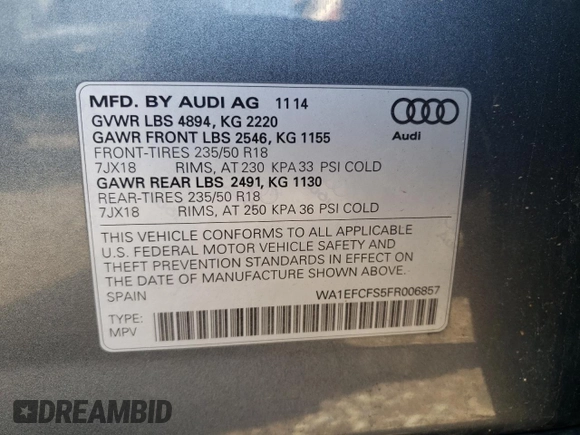 MFD. BY AUDI AG 11 14
GVWR LBS 4894, KG 2220
GAWR FRONT LBS 2546, KG 1155
FRONT-TIRES 235/50 R18
7JX18 RIMS, AT 230 KPA 33 PSI COLD
GAWR REAR LBS 2491, KG 1130
REAR-TIRES 235/50 R18
7JX18 RIMS, AT 250 KPA 36 PSI COLD
Audi
THIS VEHICLE CONFORMS TO ALL APPLICABLE
U.S. FEDERAL MOTOR VEHICLE SAFETY AND
THEFT PREVENTION STANDARDS IN EFFECT ON
THE DATE OF MANUFACTURE SHOWN ABOVE.
SPAIN WA1EFCFS5FR006857
TYPE:
MPV
DREAMBID